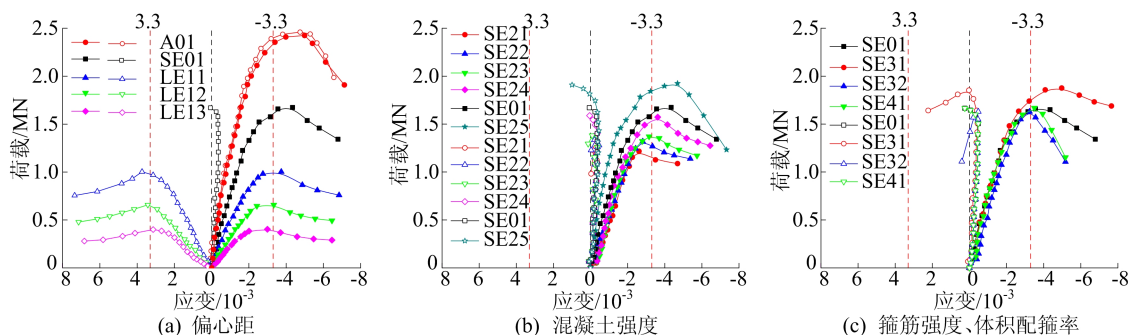 3.3 -3.3
荷载/MN
2.5
2.0
1.5
1.0
0.5
0
A01
SE01
LE11
LE12
LE13
8 6 4 2 0 -2 -4 -6 -8
应变/10⁻³
(a) 偏心距
3.3 -3.3
荷载/MN
2.5
2.0
1.5
1.0
0.5
0
SE21
SE22
SE23
SE24
SE01
SE25
SE21
SE22
SE23
SE24
SE01
SE25
8 6 4 2 0 -2 -4 -6 -8
应变/10⁻³
(b) 混凝土强度
3.3 -3.3
荷载/MN
2.5
2.0
1.5
1.0
0.5
0
SE01
SE31
SE32
SE41
SE01
SE31
SE32
SE41
8 6 4 2 0 -2 -4 -6 -8
应变/10⁻³
(c) 箍筋强度、体积配箍率